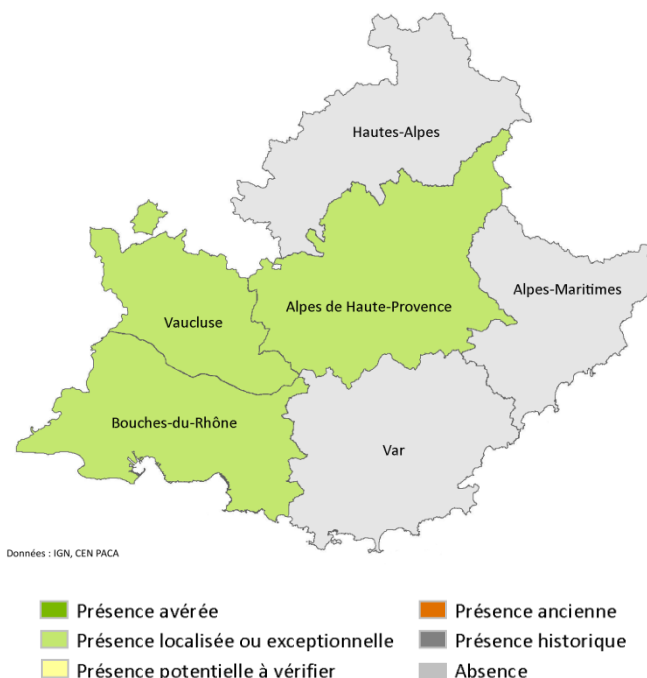 Hautes-Alpes
Alpes-Maritimes
Alpes de Haute-Provence
Vaucluse
Bouches-du-Rhône
Var
Données : IGN, CEN PACA
Présence avérée
Présence localisée ou exceptionnelle
Présence potentielle à vérifier
Présence ancienne
Présence historique
Absence